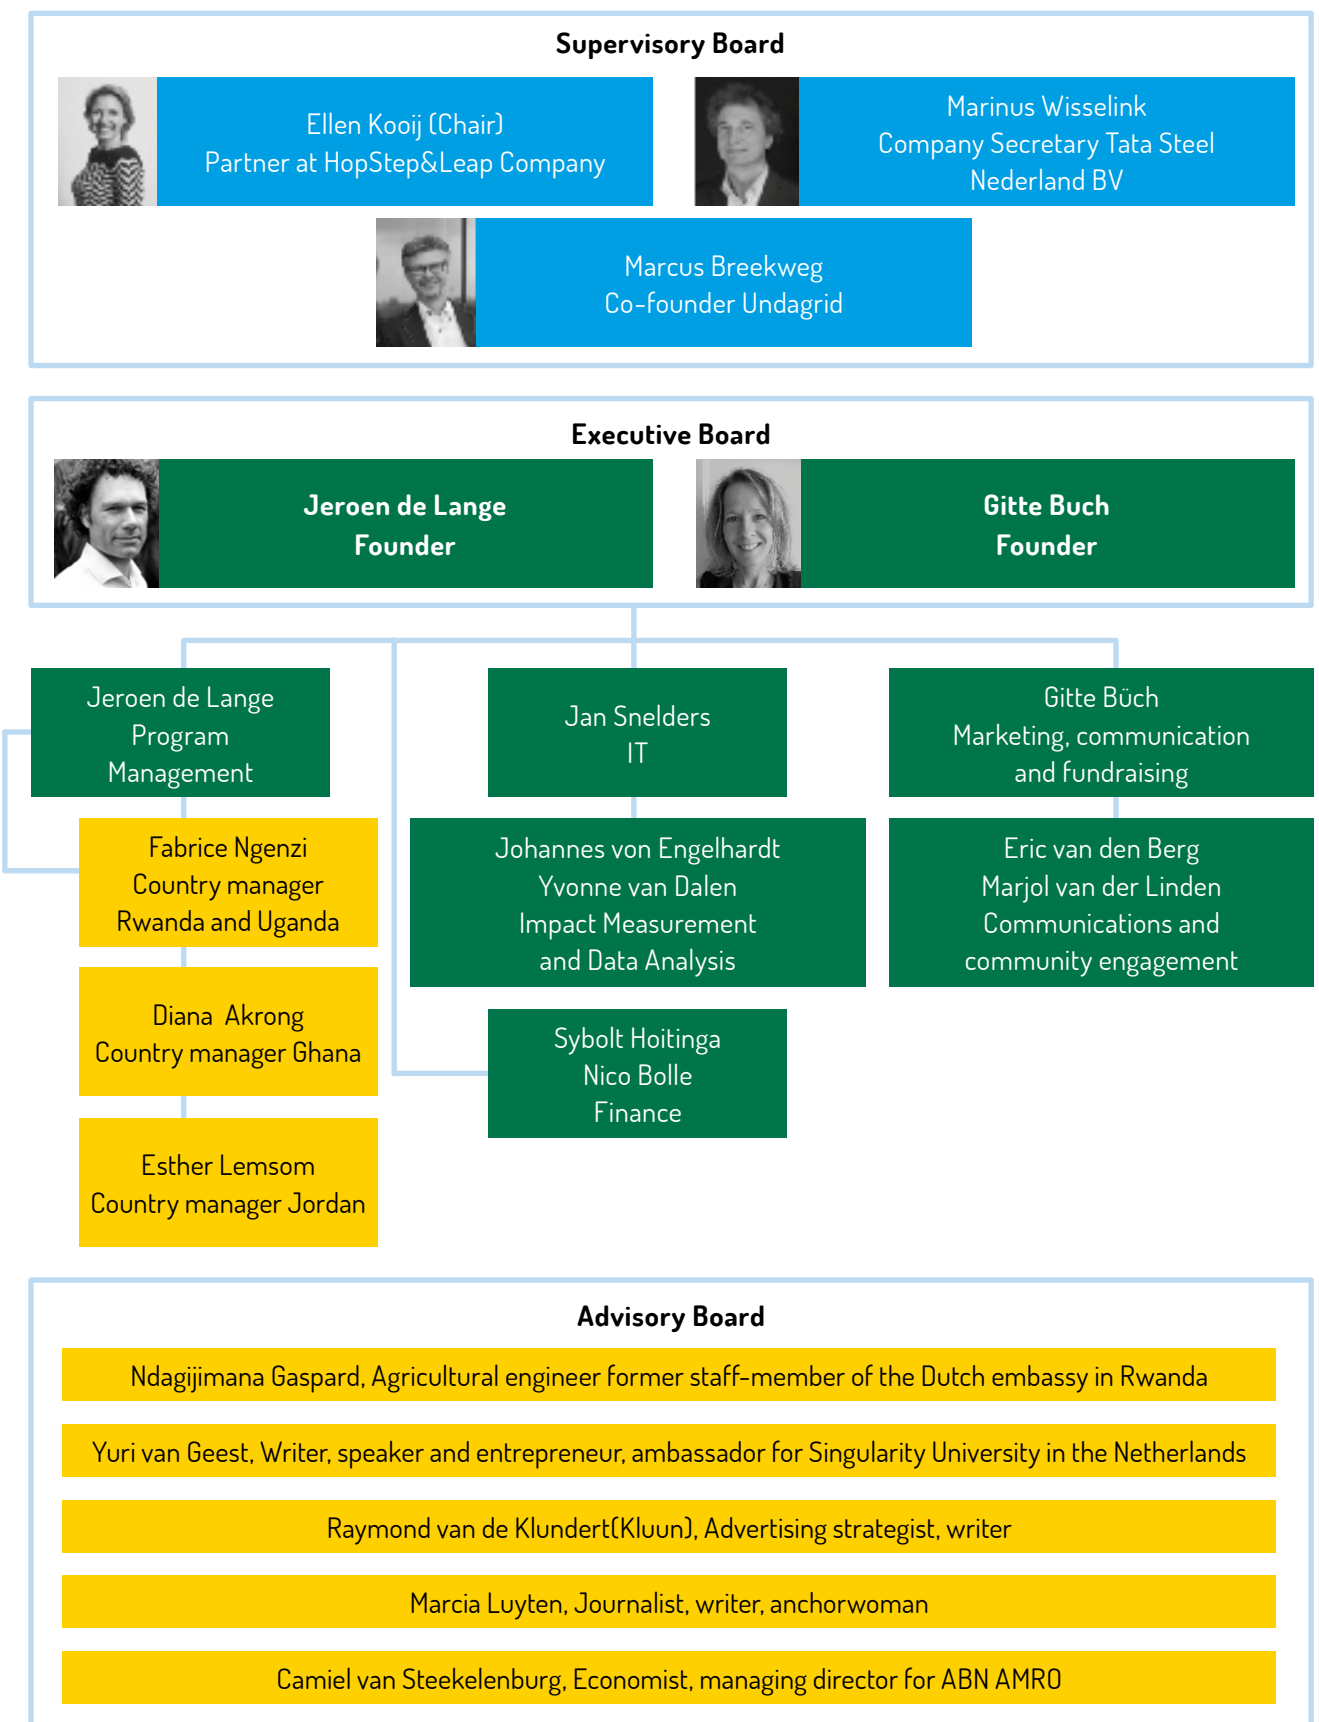 Supervisory Board
Ellen Kooij (Chair)
Partner at HopStep&Leap Company
Marinus Wisselink
Company Secretary Tata Steel
Nederland BV
Marcus Breekweg
Co-founder Undagrid
Executive Board
Jeroen de Lange
Founder
Gitte Buch
Founder
Jeroen de Lange
Program
Management
Jan Snelders
IT
Gitte Büch
Marketing, communication
and fundraising
Fabrice Ngenzi
Country manager
Rwanda and Uganda
Johannes von Engelhardt
Yvonne van Dalen
Impact Measurement
and Data Analysis
Eric van den Berg
Marjol van der Linden
Communications and
community engagement
Diana  Akrong
Country manager Ghana
Sybolt Hoitinga
Nico Bolle
Finance
Esther Lemsom
Country manager Jordan
Advisory Board
Ndagijimana Gaspard, Agricultural engineer former staff-member of the Dutch embassy in Rwanda
Yuri van Geest, Writer, speaker and entrepreneur, ambassador for Singularity University in the Netherlands
Raymond van de Klundert(Kluun), Advertising strategist, writer
Marcia Luyten, Journalist, writer, anchorwoman
Camiel van Steekelenburg, Economist, managing director for ABN AMRO